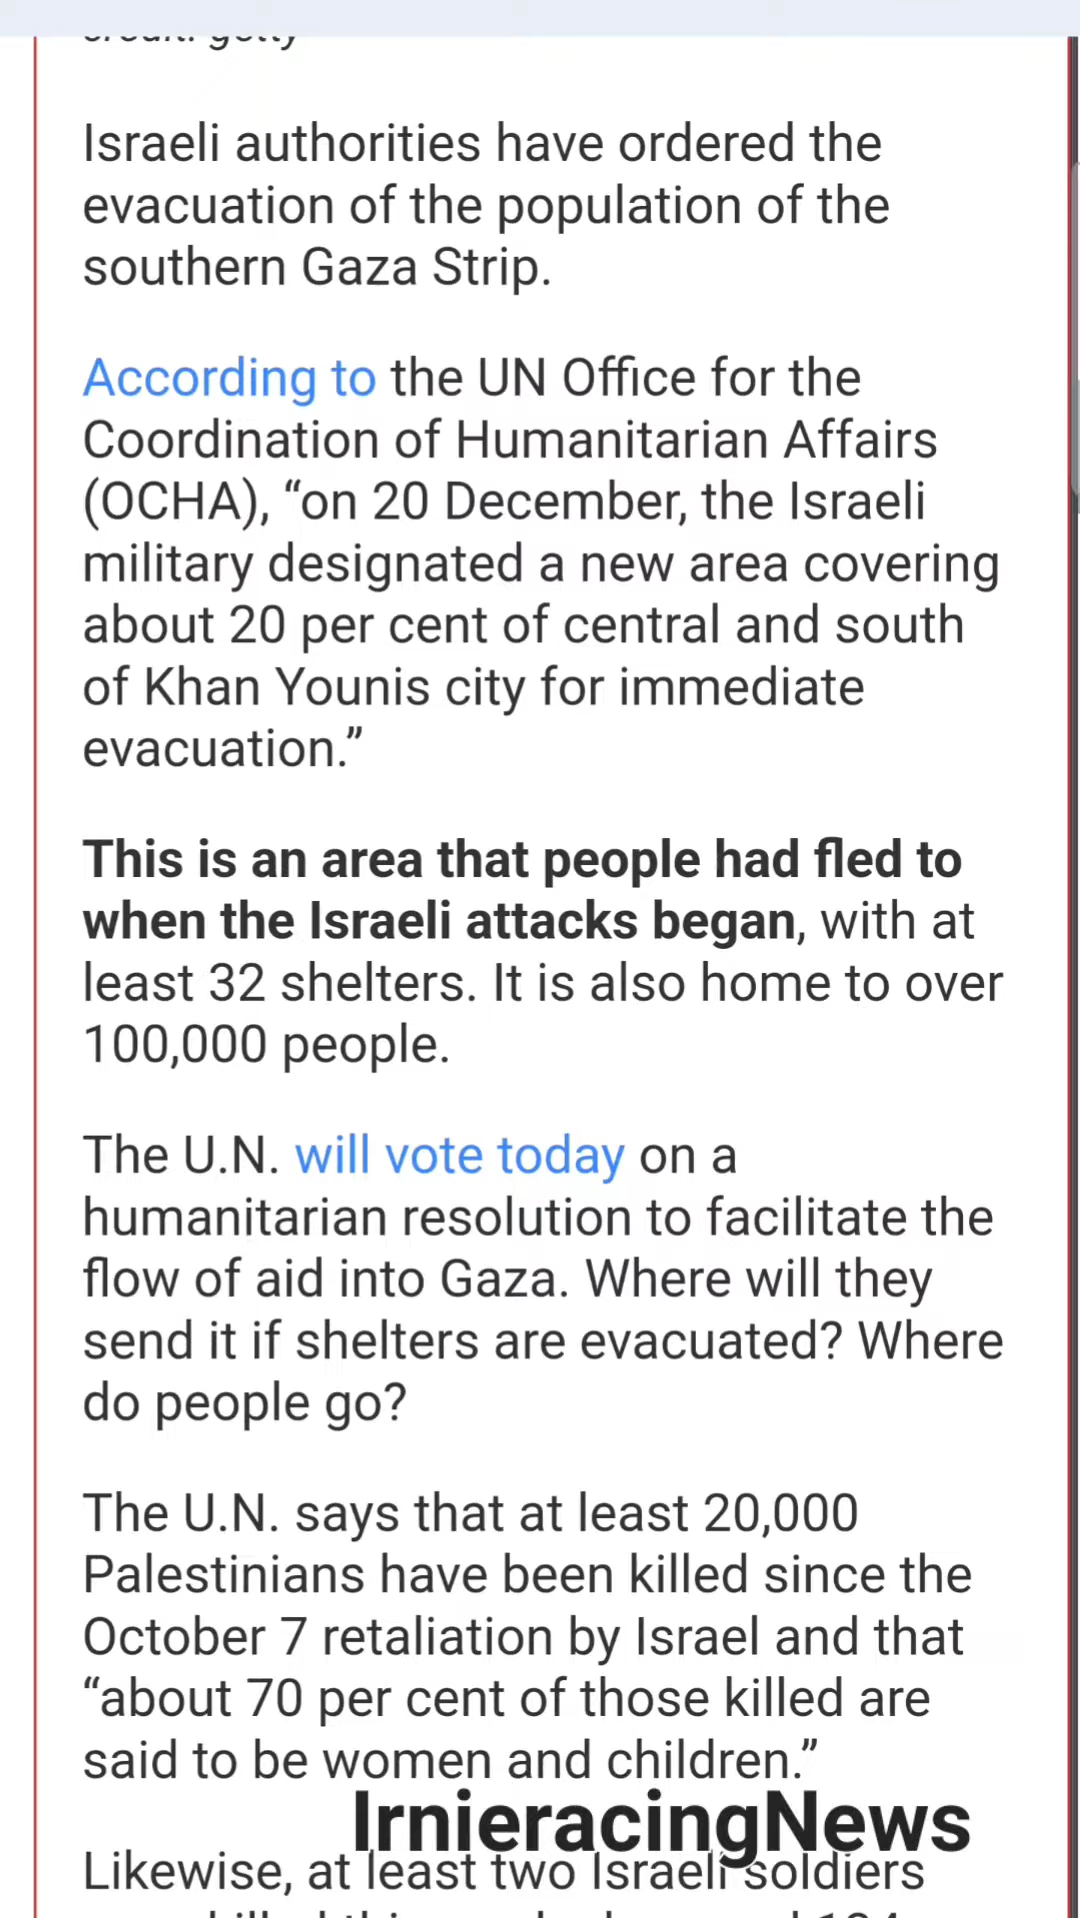 credit: getty
Israeli authorities have ordered the
evacuation of the population of the
southern Gaza Strip.
According to the UN Office for the
Coordination of Humanitarian Affairs
(OCHA), “on 20 December, the Israeli
military designated a new area covering
about 20 per cent of central and south
of Khan Younis city for immediate
evacuation.”
This is an area that people had fled to
when the Israeli attacks began, with at
least 32 shelters. It is also home to over
100,000 people.
The U.N. will vote today on a
humanitarian resolution to facilitate the
flow of aid into Gaza. Where will they
send it if shelters are evacuated? Where
do people go?
The U.N. says that at least 20,000
Palestinians have been killed since the
October 7 retaliation by Israel and that
“about 70 per cent of those killed are
said to be women and children.”
IrnieracingNews
Likewise, at least two Israeli soldiers